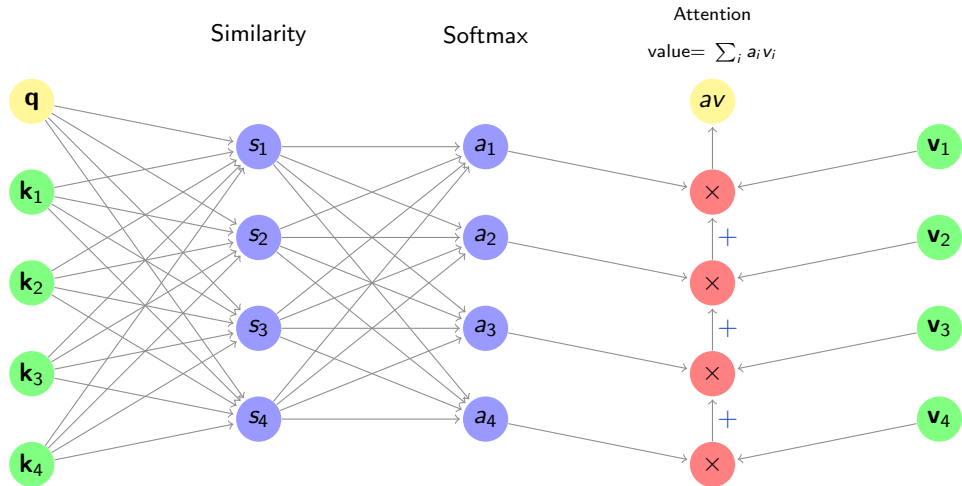 Attention
Similarity
Softmax
value= ∑ᵢ aᵢvᵢ
q
av
s₁
a₁
v₁
k₁
×
s₂
a₂
+
v₂
k₂
×
s₃
a₃
+
v₃
k₃
×
s₄
a₄
+
v₄
k₄
×